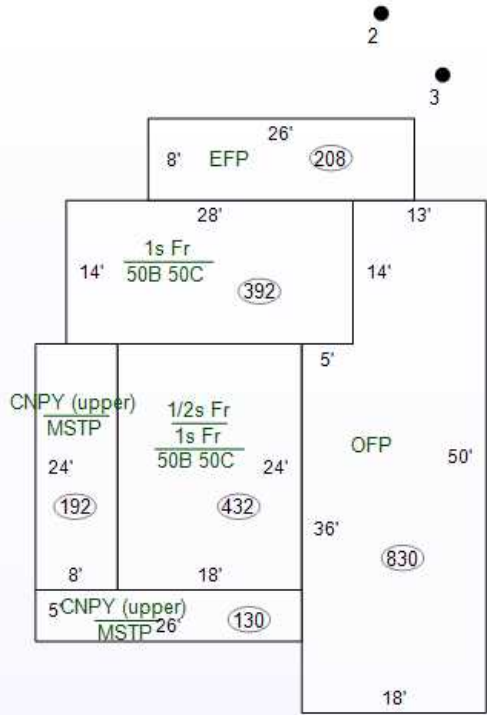 2
3
26'
8' EFP 208
28' 13'
1s Fr
14' 50B 50C 14'
392
5'
CNPY (upper)
MSTP
1/2s Fr
1s Fr
50B 50C
OFP
24' 24' 50'
192 432
36'
830
8' 18'
5' CNPY (upper)
MSTP 26' 130
18'